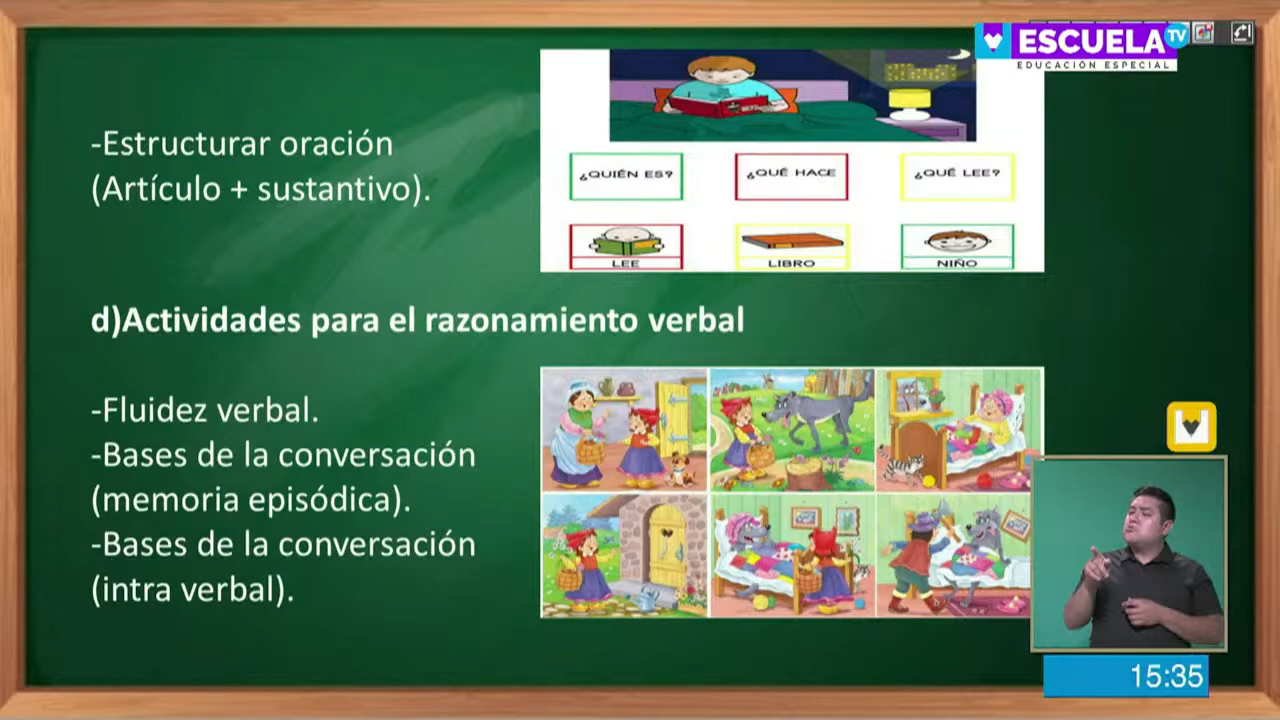 ESCUELA TV
EDUCACIÓN ESPECIAL
-Estructurar oración
(Artículo + sustantivo).
¿QUIÉN ES? ¿QUÉ HACE ¿QUÉ LEE?
LEE LIBRO NIÑO
d)Actividades para el razonamiento verbal
-Fluidez verbal.
-Bases de la conversación
(memoria episódica).
-Bases de la conversación
(intra verbal).
15:35